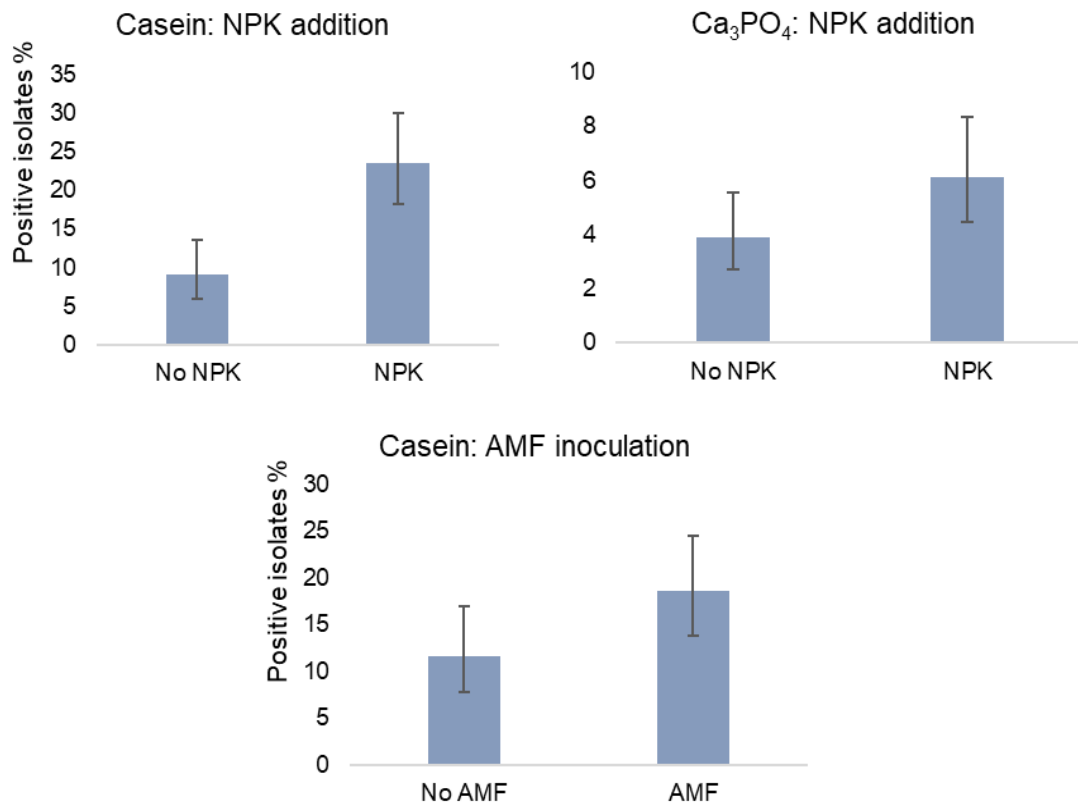 Casein: NPK addition
Positive isolates %
35
30
25
20
15
10
5
0
No NPK NPK
Ca₃PO₄: NPK addition
10
8
6
4
2
0
No NPK NPK
Casein: AMF inoculation
Positive isolates %
30
25
20
15
10
5
0
No AMF AMF